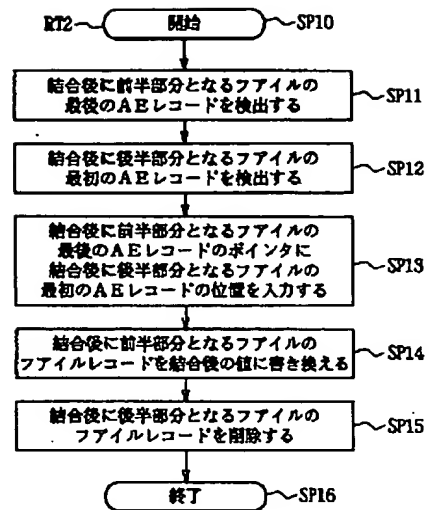 RT2 開始 SP10
結合後に前半部分となるフアイルの
最後のAEレコードを検出する
SP11
結合後に後半部分となるフアイルの
最初のAEレコードを検出する
SP12
結合後に前半部分となるフアイルの
最後のAEレコードのポインタに
結合後に後半部分となるフアイルの
最初のAEレコードの位置を入力する
SP13
結合後に前半部分となるフアイルの
フアイルレコードを結合後の値に書き換える
SP14
結合後に後半部分となるフアイルの
フアイルレコードを削除する
SP15
終了 SP16